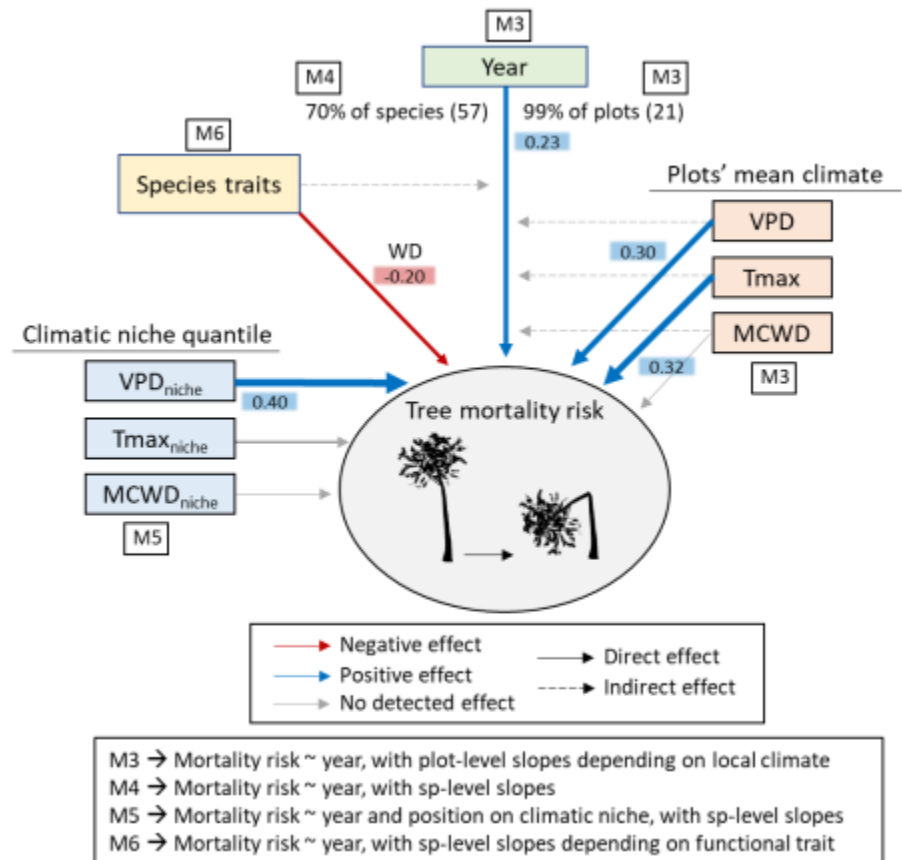 M3
Year
M4
M3
70% of species (57)
99% of plots (21)
0.23
M6
Species traits
Plots' mean climate
VPD
0.30
WD
-0.20
Tmax
Climatic niche quantile
MCWD
VPDniche
0.40
0.32
M3
Tree mortality risk
Tmaxniche
MCWDniche
M5
Negative effect
Positive effect
No detected effect
Direct effect
Indirect effect
M3 → Mortality risk ~ year, with plot-level slopes depending on local climate
M4 → Mortality risk ~ year, with sp-level slopes
M5 → Mortality risk ~ year and position on climatic niche, with sp-level slopes
M6 → Mortality risk ~ year, with sp-level slopes depending on functional trait